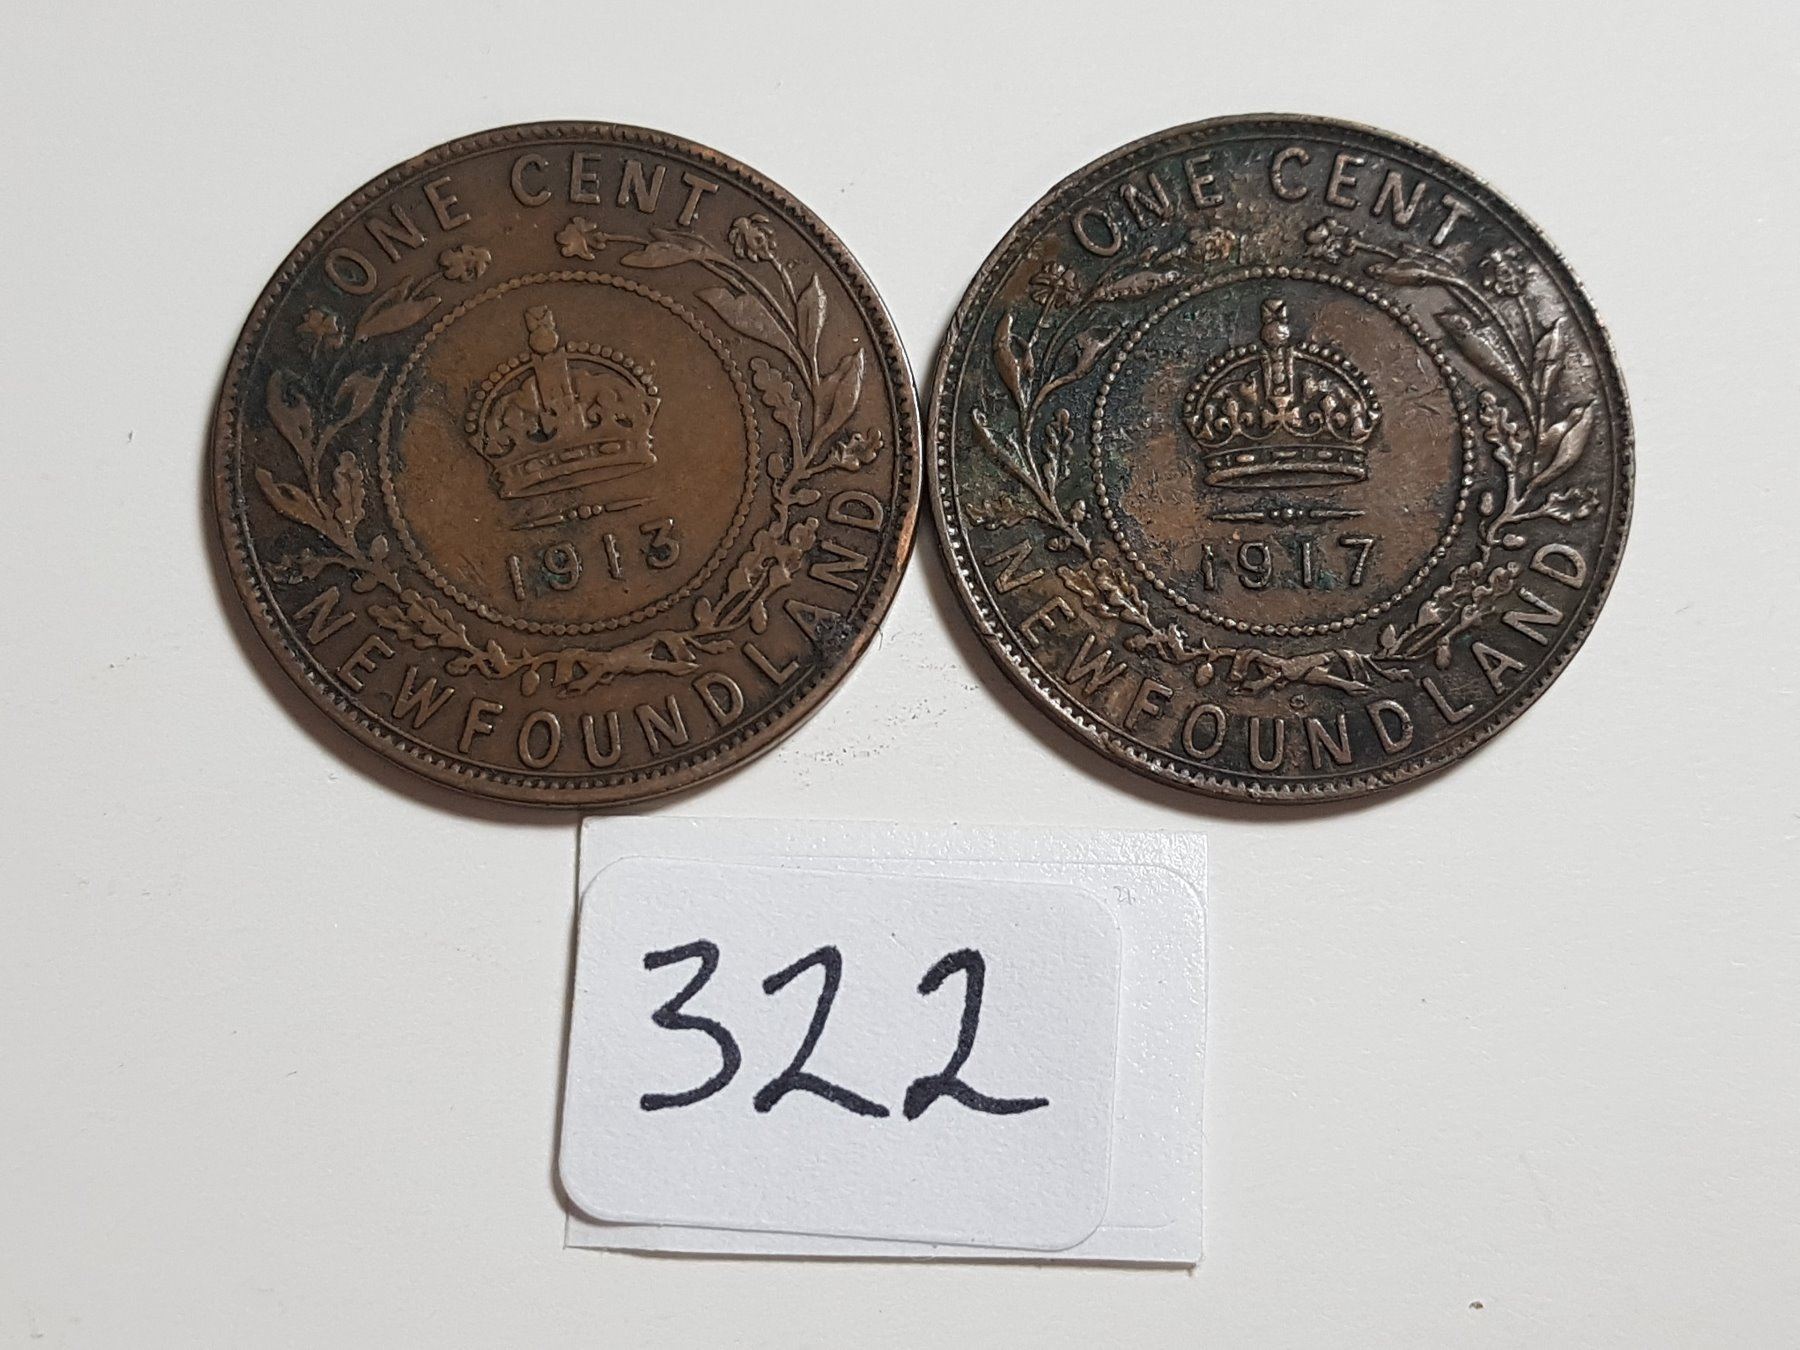 ONE CENT
1913
NEWFOUNDLAND
ONE CENT
1917
C
NEWFOUNDLAND
322